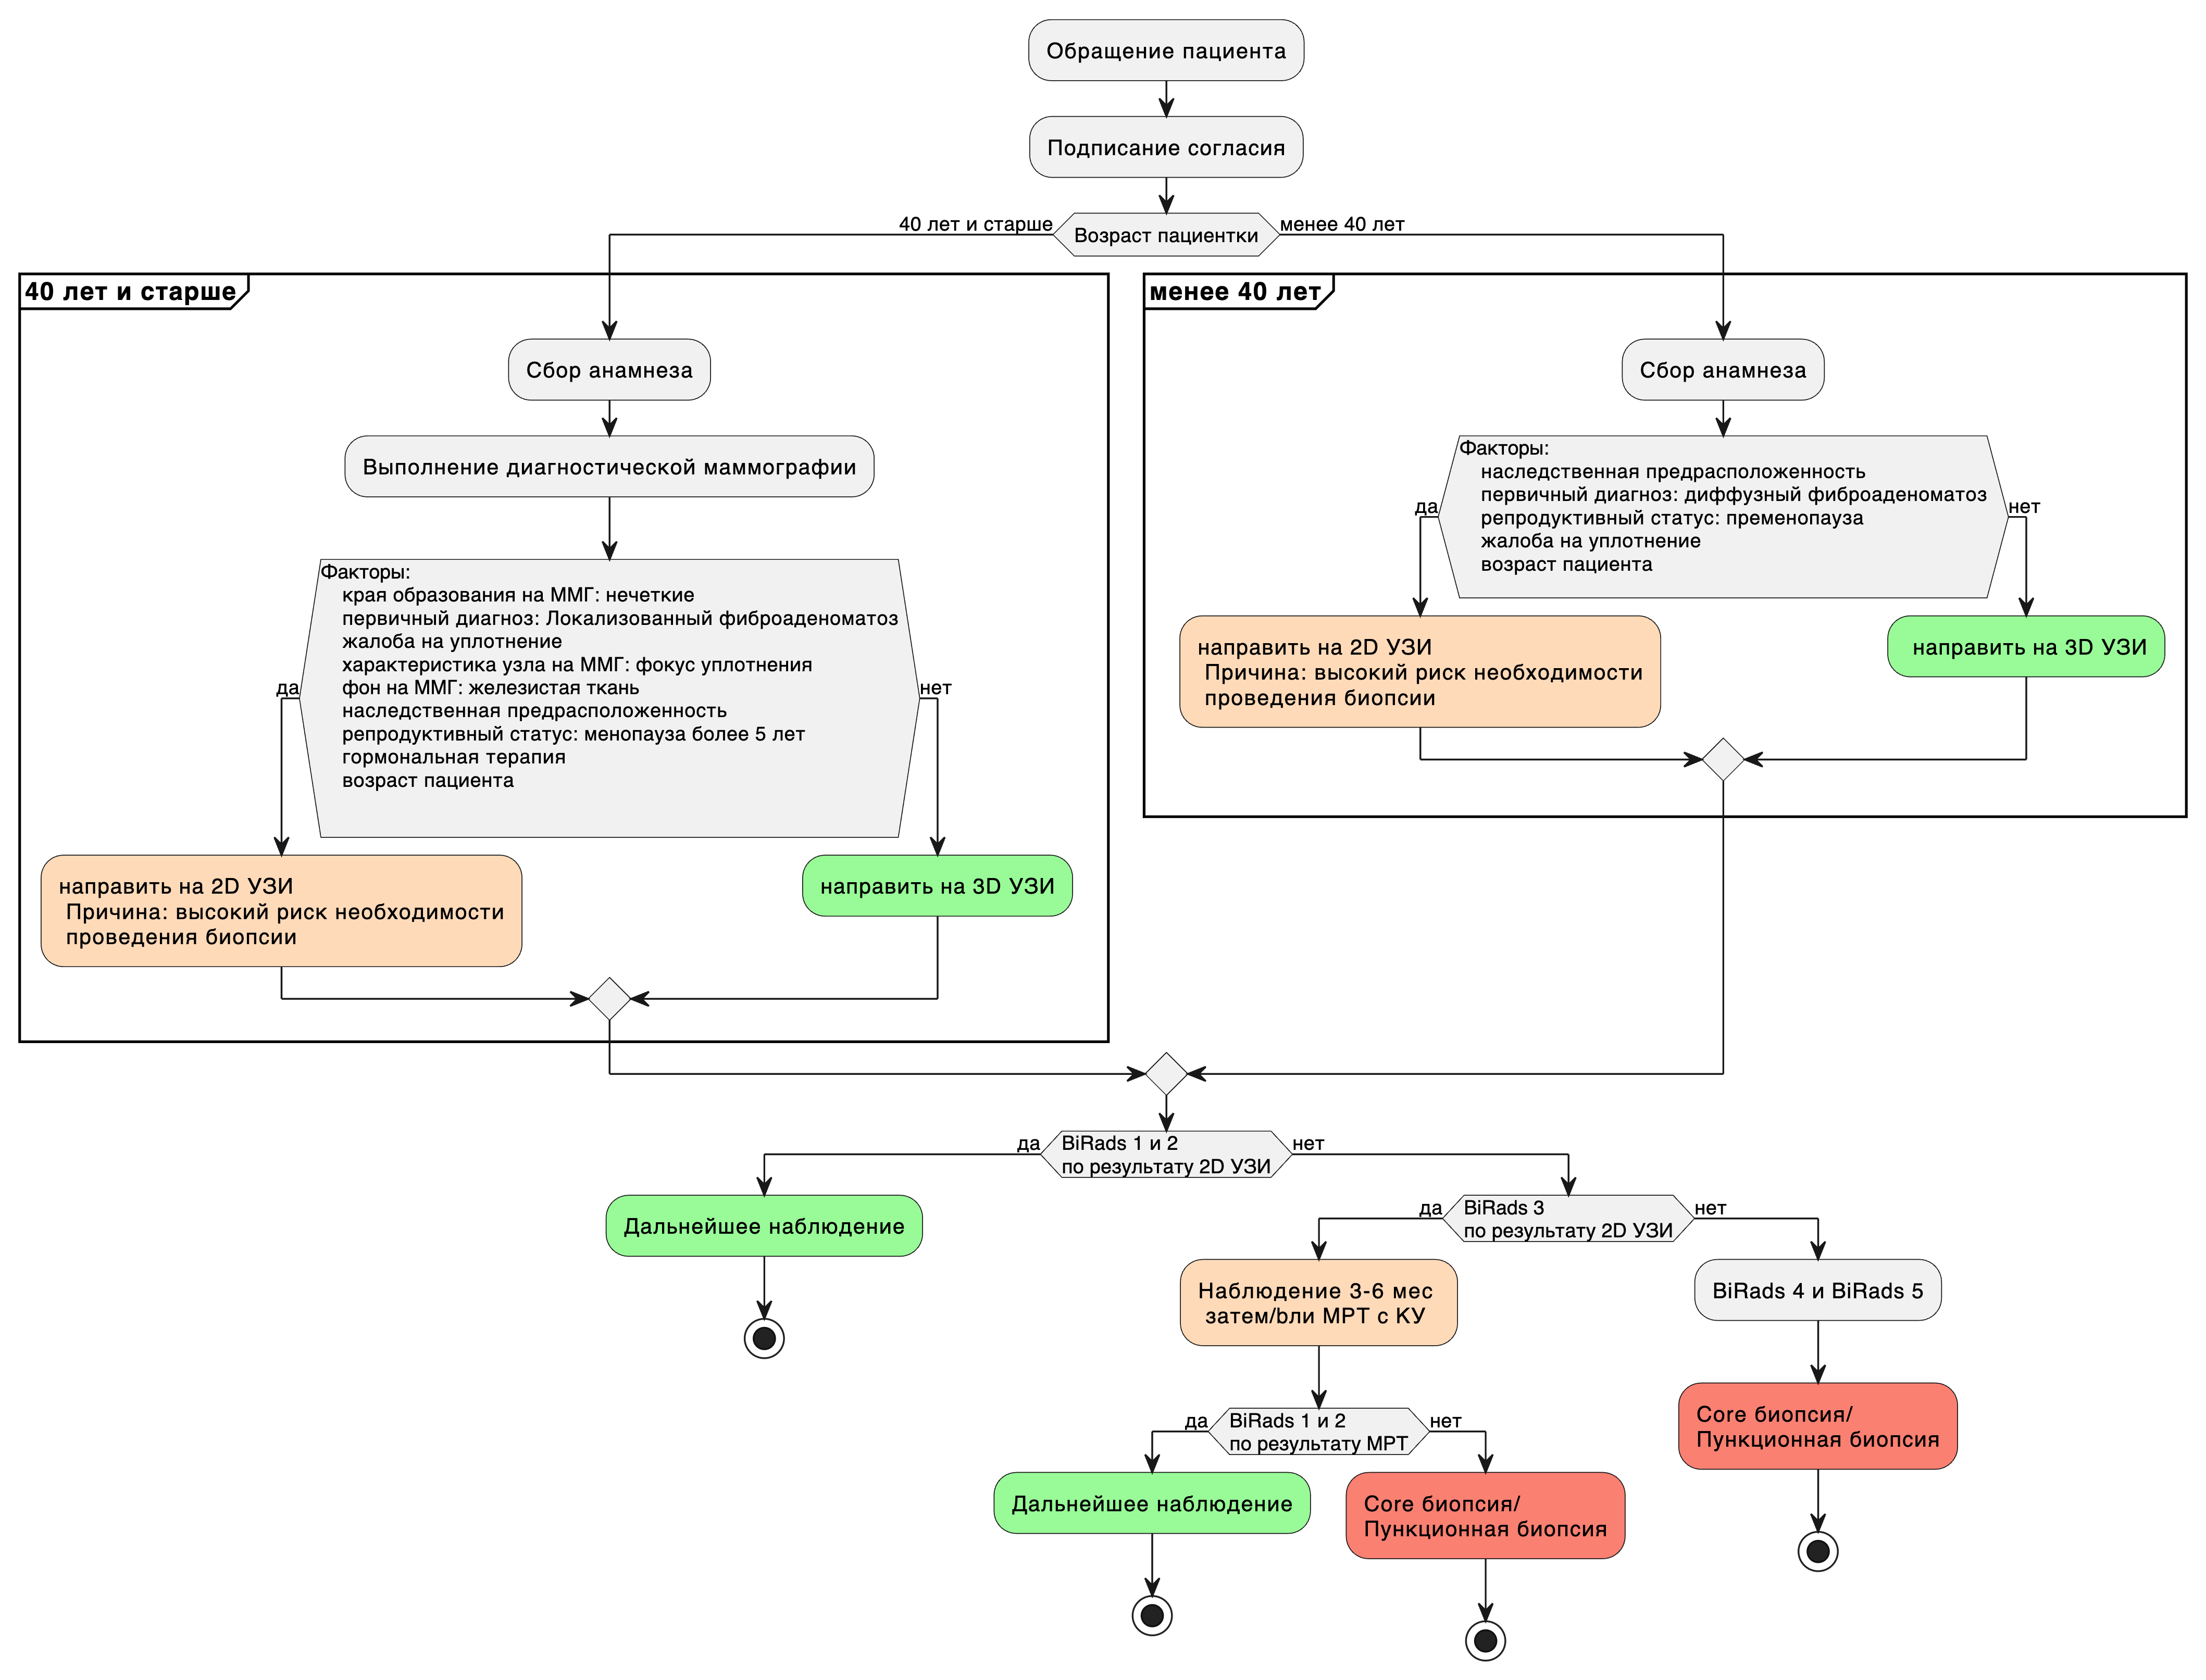 Обращение пациента
Подписание согласия
40 лет и старше
Возраст пациентки
менее 40 лет
40 лет и старше
Сбор анамнеза
Выполнение диагностической маммографии
Факторы:
края образования на ММГ: нечеткие
первичный диагноз: Локализованный фиброаденоматоз
жалоба на уплотнение
характеристика узла на ММГ: фокус уплотнения
фон на ММГ: железистая ткань
наследственная предрасположенность
репродуктивный статус: менопауза более 5 лет
гормональная терапия
возраст пациента
да
нет
направить на 2D УЗИ
Причина: высокий риск необходимости
проведения биопсии
направить на 3D УЗИ
менее 40 лет
Сбор анамнеза
Факторы:
наследственная предрасположенность
первичный диагноз: диффузный фиброаденоматоз
репродуктивный статус: пременопауза
жалоба на уплотнение
возраст пациента
да
нет
направить на 2D УЗИ
Причина: высокий риск необходимости
проведения биопсии
направить на 3D УЗИ
да
BiRads 1 и 2
по результату 2D УЗИ
нет
Дальнейшее наблюдение
да
BiRads 3
по результату 2D УЗИ
нет
Наблюдение 3-6 мес
затем/bли МРТ с КУ
BiRads 4 и BiRads 5
да
BiRads 1 и 2
по результату МРТ
нет
Core биопсия/
Пункционная биопсия
Дальнейшее наблюдение
Core биопсия/
Пункционная биопсия